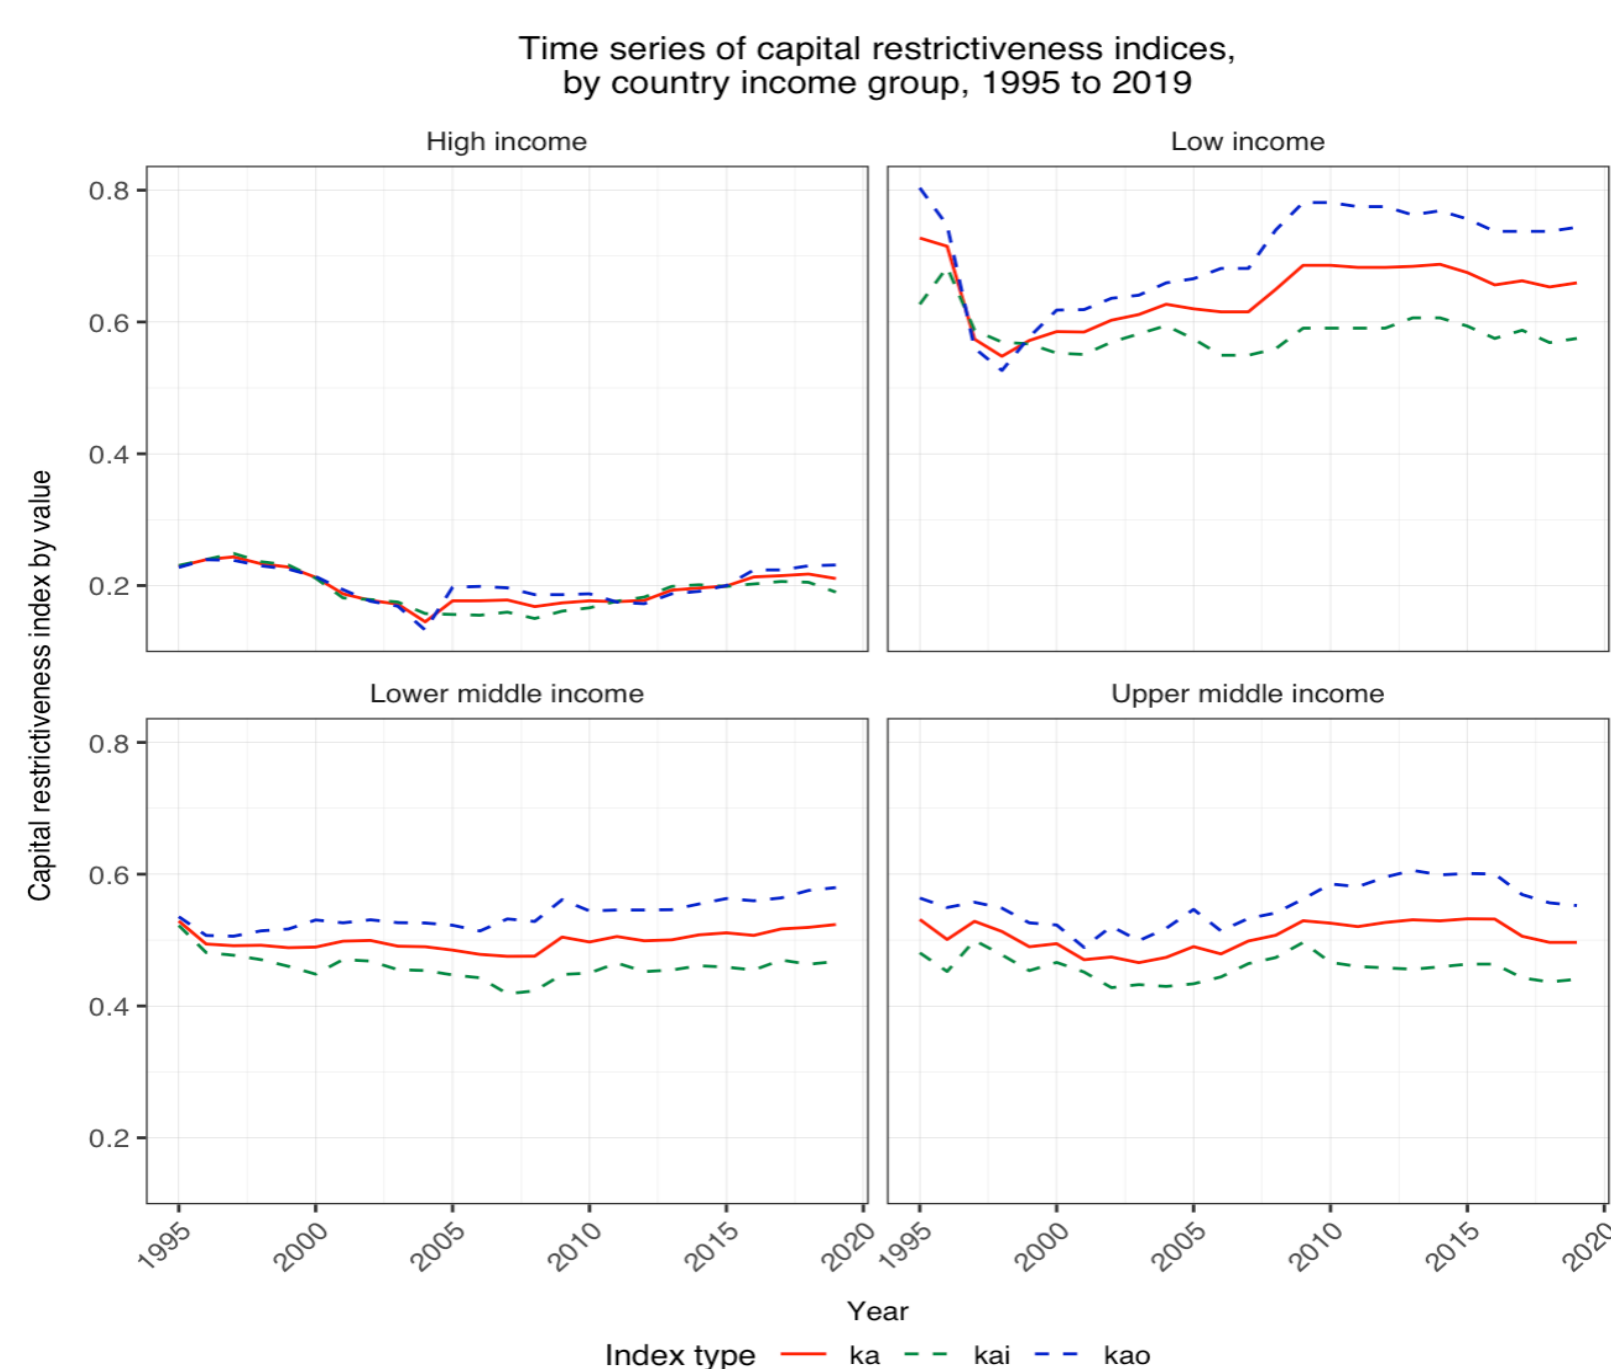 Time series of capital restrictiveness indices,
by country income group, 1995 to 2019
High income
Low income
0.8
0.6
0.4
0.2
Capital restrictiveness index by value
Lower middle income
Upper middle income
0.8
0.6
0.4
0.2
1995 2000 2005 2010 2015 2020 1995 2000 2005 2010 2015 2020
Year
Index type ka kai kao